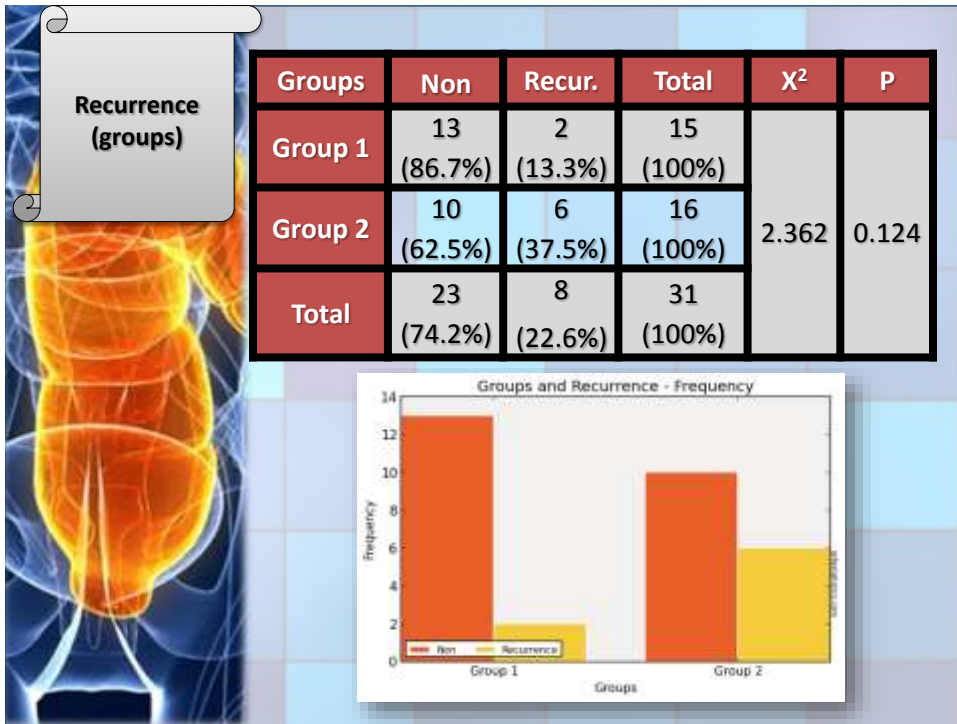 Recurrence
(groups)
Groups Non Recur. Total X² P
Group 1 13 (86.7%) 2 (13.3%) 15 (100%) 2.362 0.124
Group 2 10 (62.5%) 6 (37.5%) 16 (100%)
Total 23 (74.2%) 8 (22.6%) 31 (100%)
Groups and Recurrence - Frequency
14
12
10
8
6
4
2
0
Frequency
Non Recurrence
Group 1 Group 2
Groups